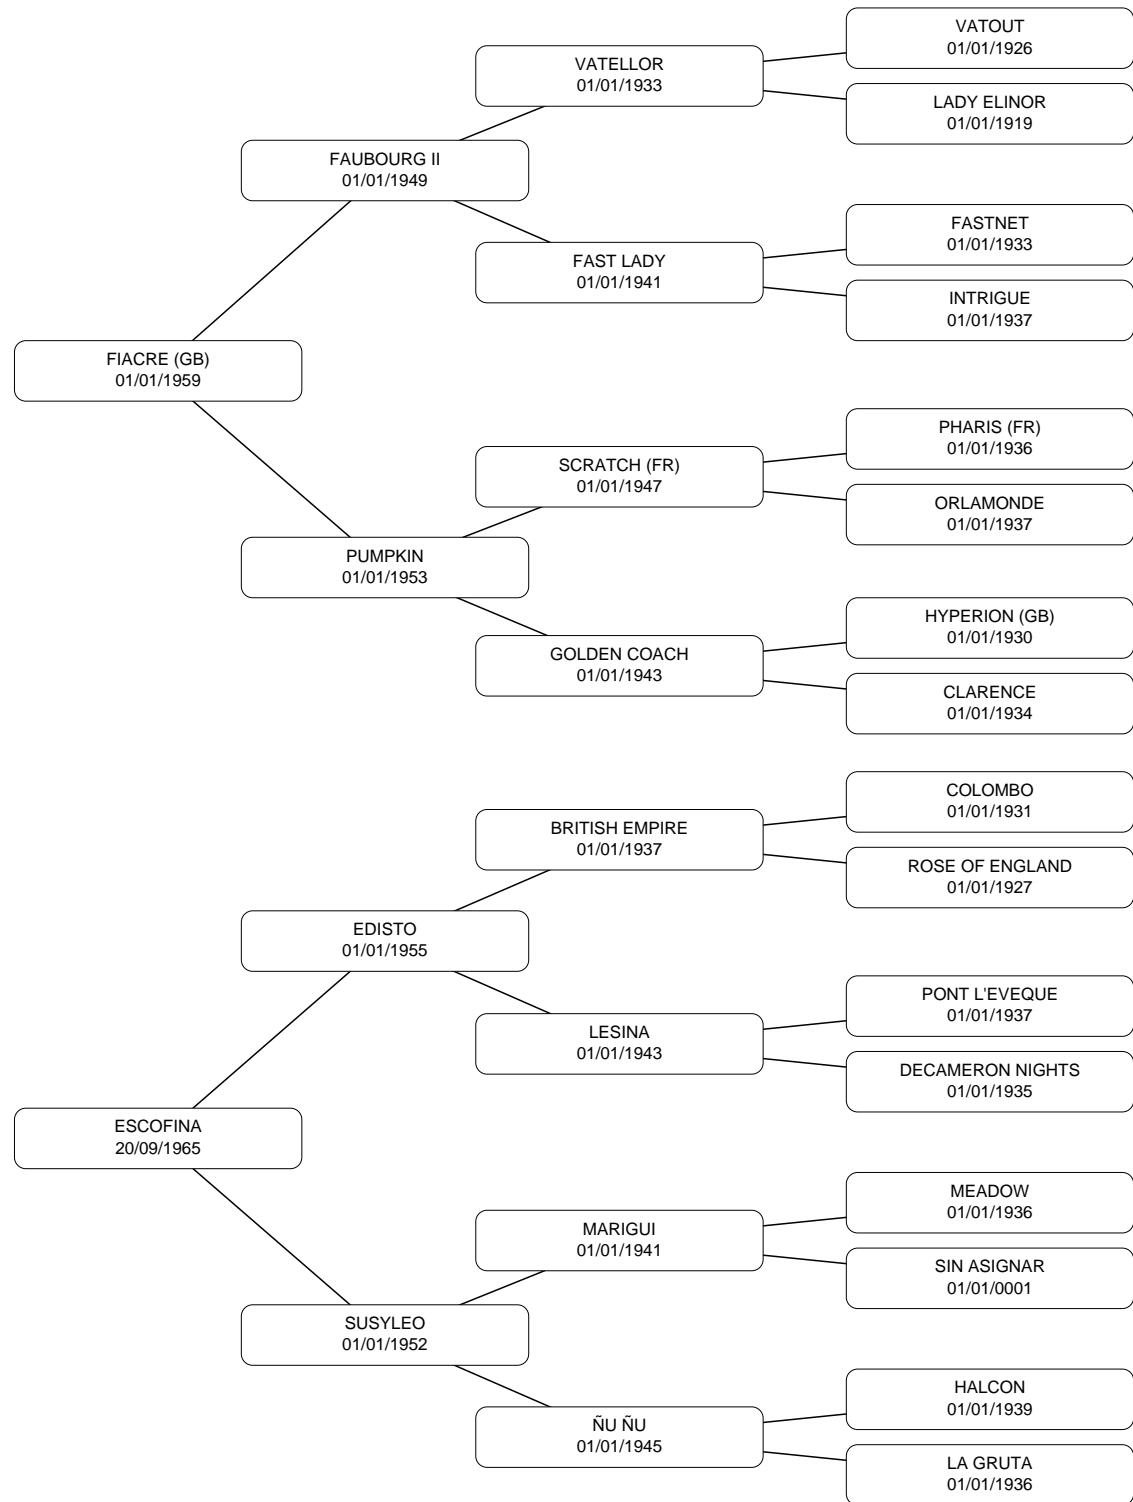 VATOUT
01/01/1926
VATELLOR
01/01/1933
LADY ELINOR
01/01/1919
FAUBOURG II
01/01/1949
FASTNET
01/01/1933
FAST LADY
01/01/1941
INTRIGUE
01/01/1937
FIACRE (GB)
01/01/1959
PHARIS (FR)
01/01/1936
SCRATCH (FR)
01/01/1947
ORLAMONDE
01/01/1937
PUMPKIN
01/01/1953
HYPERION (GB)
01/01/1930
GOLDEN COACH
01/01/1943
CLARENCE
01/01/1934
COLOMBO
01/01/1931
BRITISH EMPIRE
01/01/1937
ROSE OF ENGLAND
01/01/1927
EDISTO
01/01/1955
PONT L'EVEQUE
01/01/1937
LESINA
01/01/1943
DECAMERON NIGHTS
01/01/1935
ESCOFINA
20/09/1965
MEADOW
01/01/1936
MARIGUI
01/01/1941
SIN ASIGNAR
01/01/0001
SUSYLEO
01/01/1952
HALCON
01/01/1939
ÑU ÑU
01/01/1945
LA GRUTA
01/01/1936